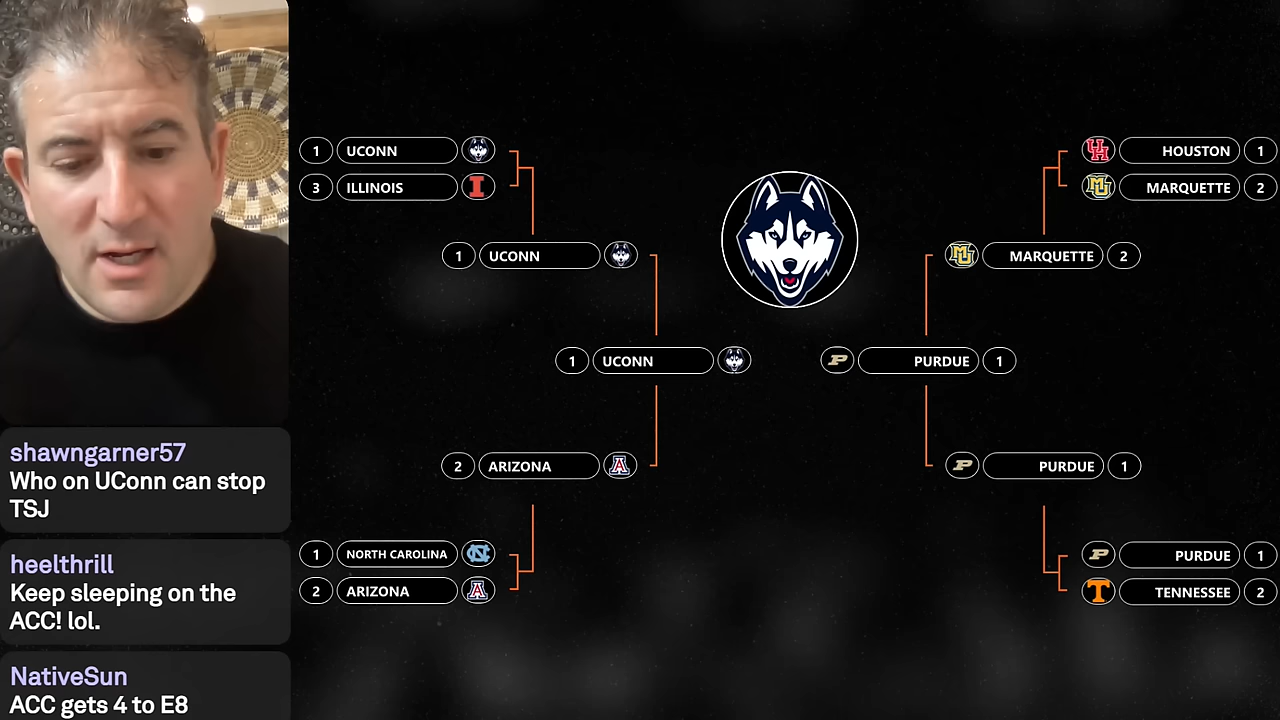 1 UCONN
3 ILLINOIS
1 UCONN
1 UCONN
2 ARIZONA
1 NORTH CAROLINA
2 ARIZONA
HOUSTON 1
MARQUETTE 2
MU MARQUETTE 2
P PURDUE 1
P PURDUE 1
P PURDUE 1
T TENNESSEE 2
shawngarner57
Who on UConn can stop
TSJ
heelthrill
Keep sleeping on the
ACC! lol.
NativeSun
ACC gets 4 to E8